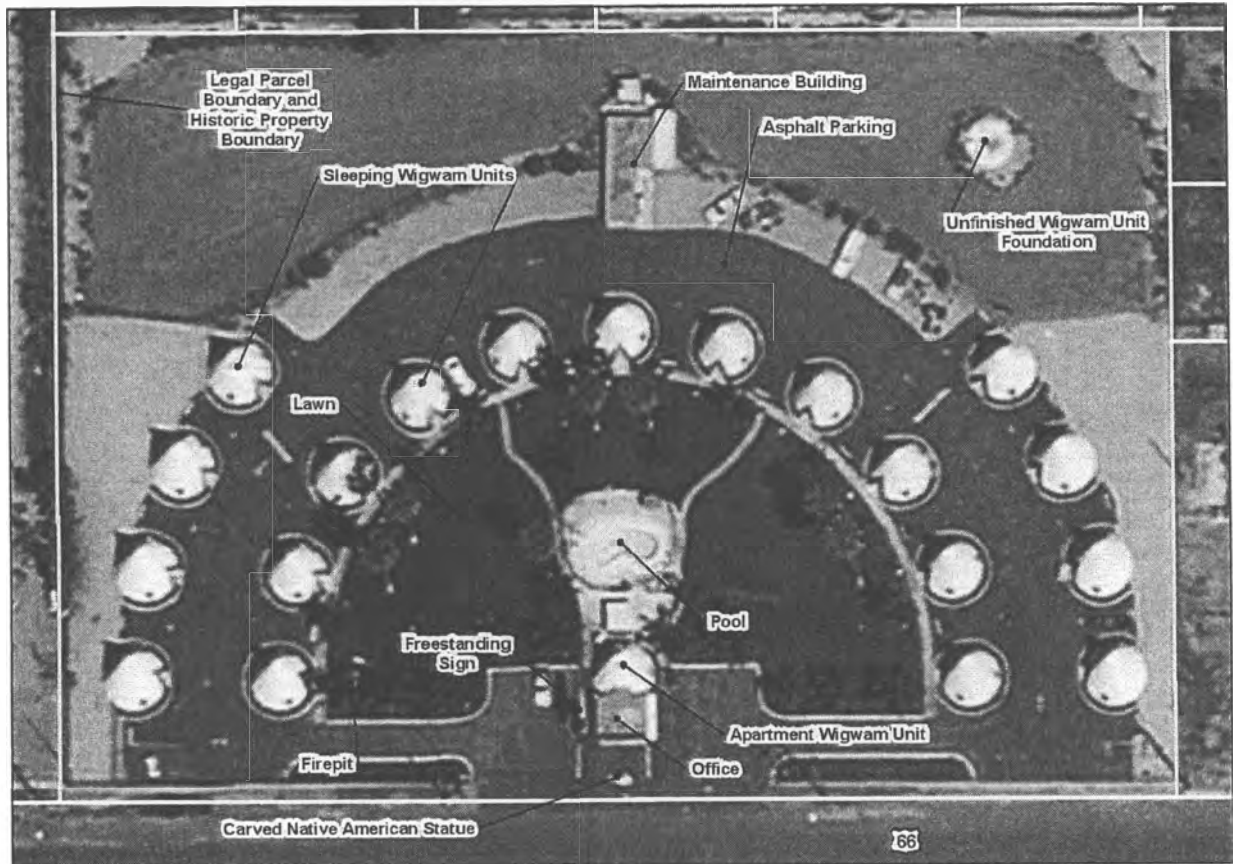 Legal Parcel
Boundary and
Historic Property
Boundary
Maintenance Building
Asphalt Parking
Sleeping Wigwam Units
Unfinished Wigwam Unit
Foundation
Lawn
Pool
Freestanding
Sign
Apartment Wigwam Unit
Firepit
Office
Carved Native American Statue
66